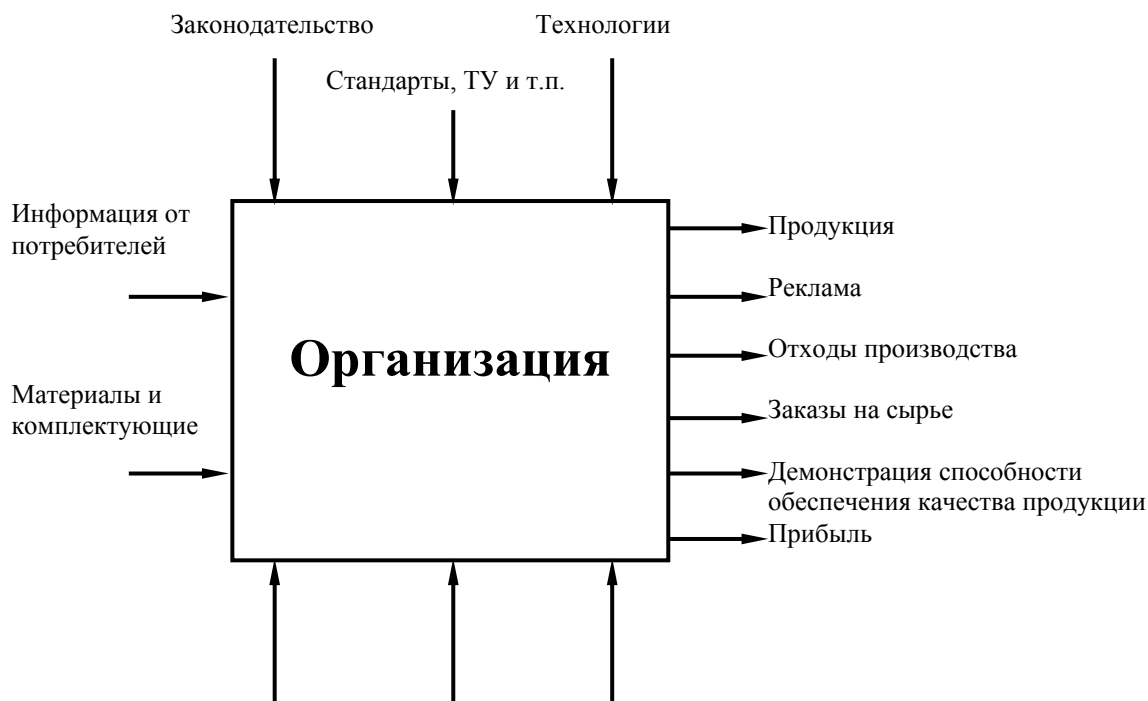 Законодательство
Технологии
Стандарты, ТУ и т.п.
Информация от
потребителей
Продукция
Реклама
Организация
Отходы производства
Материалы и
комплектующие
Заказы на сырье
Демонстрация способности
обеспечения качества продукции
Прибыль